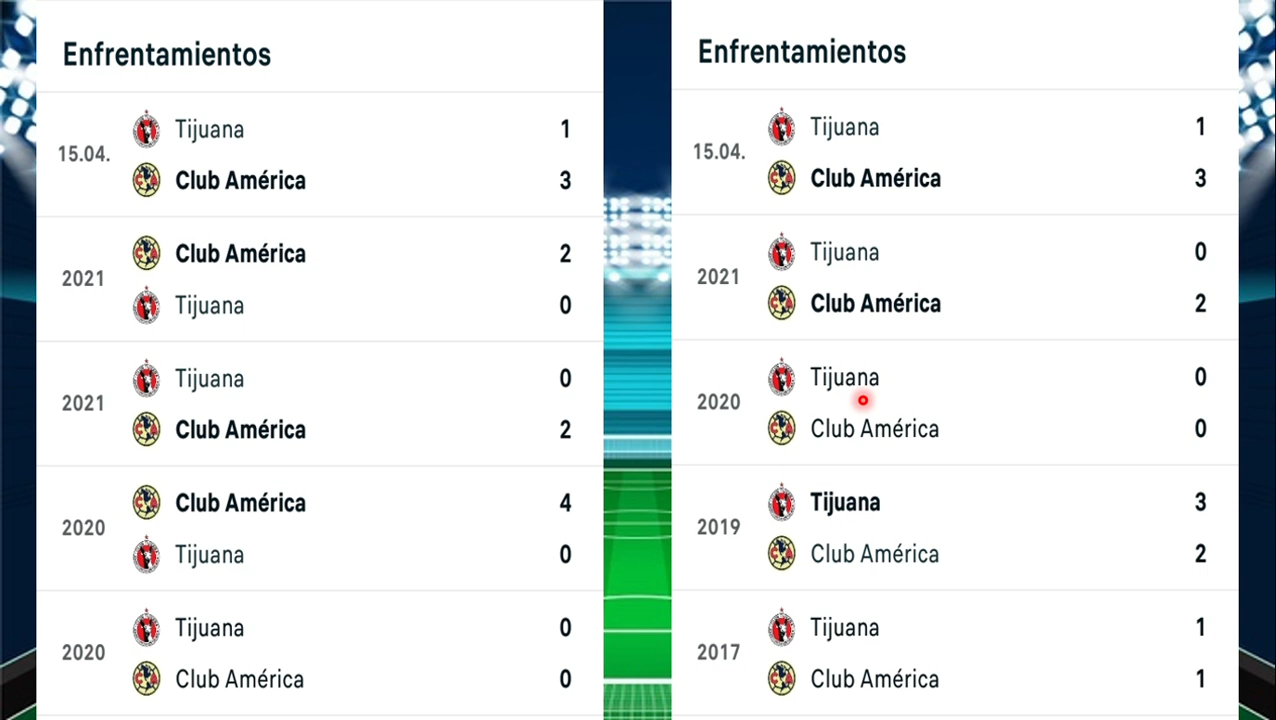 Enfrentamientos
15.04.
Tijuana 1
Club América 3
2021
Club América 2
Tijuana 0
2021
Tijuana 0
Club América 2
2020
Club América 4
Tijuana 0
2020
Tijuana 0
Club América 0
Enfrentamientos
15.04.
Tijuana 1
Club América 3
2021
Tijuana 0
Club América 2
2020
Tijuana 0
Club América 0
2019
Tijuana 3
Club América 2
2017
Tijuana 1
Club América 1